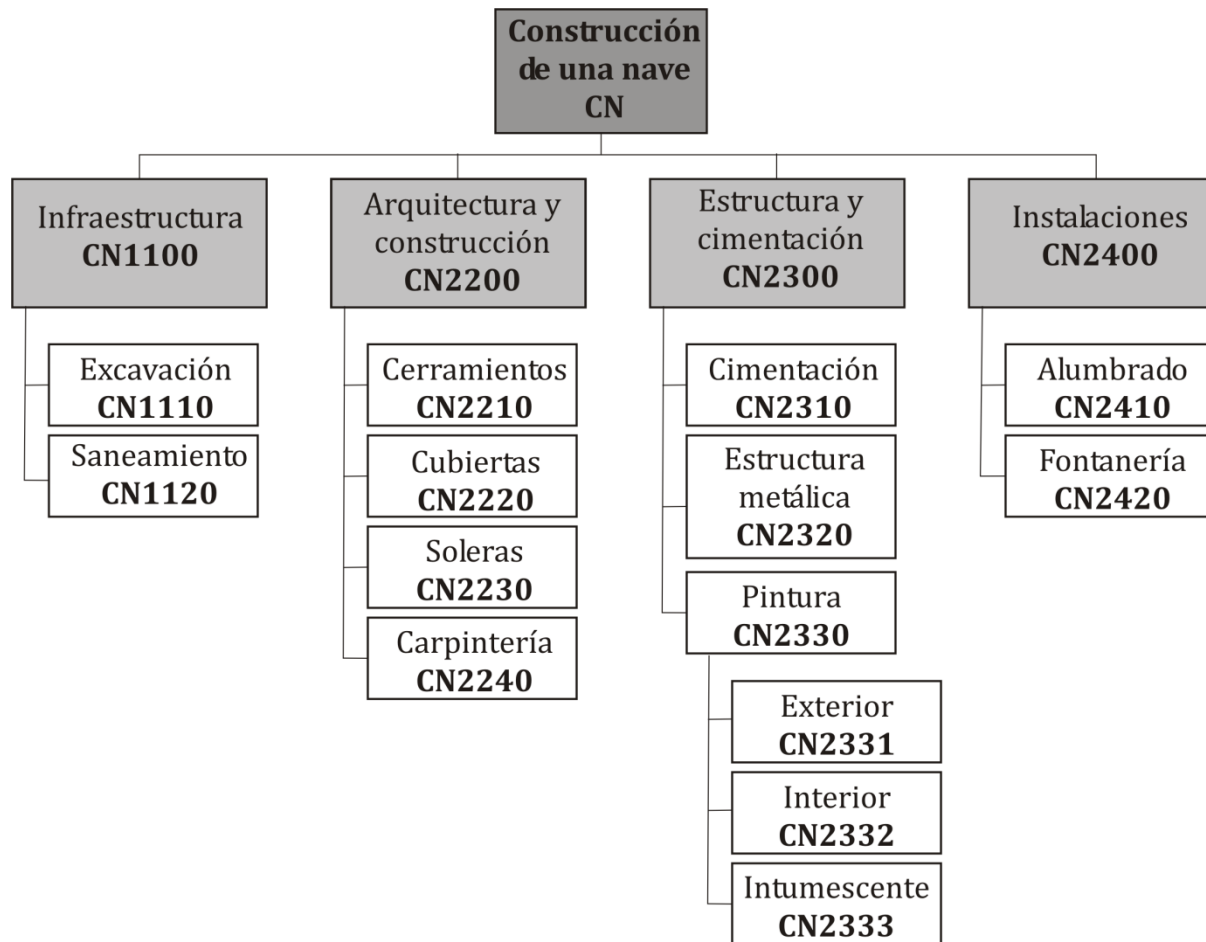 Construcción
de una nave
CN
Infraestructura
CN1100
Excavación
CN1110
Saneamiento
CN1120
Arquitectura y
construcción
CN2200
Cerramientos
CN2210
Cubiertas
CN2220
Soleras
CN2230
Carpintería
CN2240
Estructura y
cimentación
CN2300
Cimentación
CN2310
Estructura
metálica
CN2320
Pintura
CN2330
Exterior
CN2331
Interior
CN2332
Intumescente
CN2333
Instalaciones
CN2400
Alumbrado
CN2410
Fontanería
CN2420